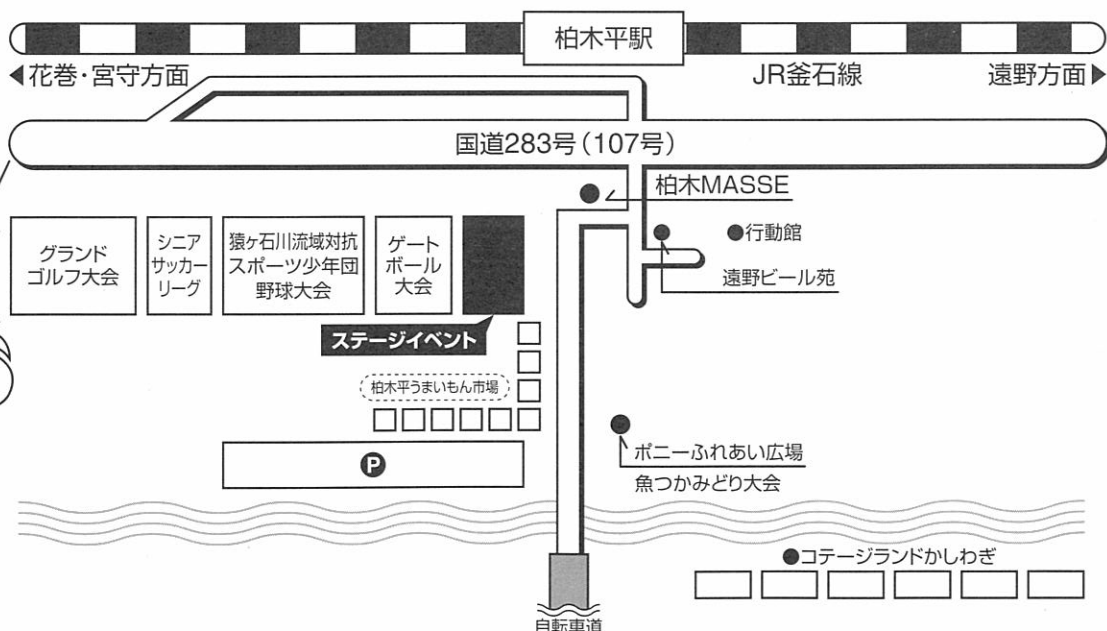 柏木平駅
◀花巻・宮守方面
JR釜石線
遠野方面▶
国道283号(107号)
柏木MASSE
グランド
ゴルフ大会
シニア
サッカー
リーグ
猿ヶ石川流域対抗
スポーツ少年団
野球大会
ゲート
ボール
大会
●行動館
遠野ビール苑
ステージイベント
柏木平うまいもん市場
P
ポニーふれあい広場
魚つかみどり大会
●コテージランドかしわぎ
自転車道